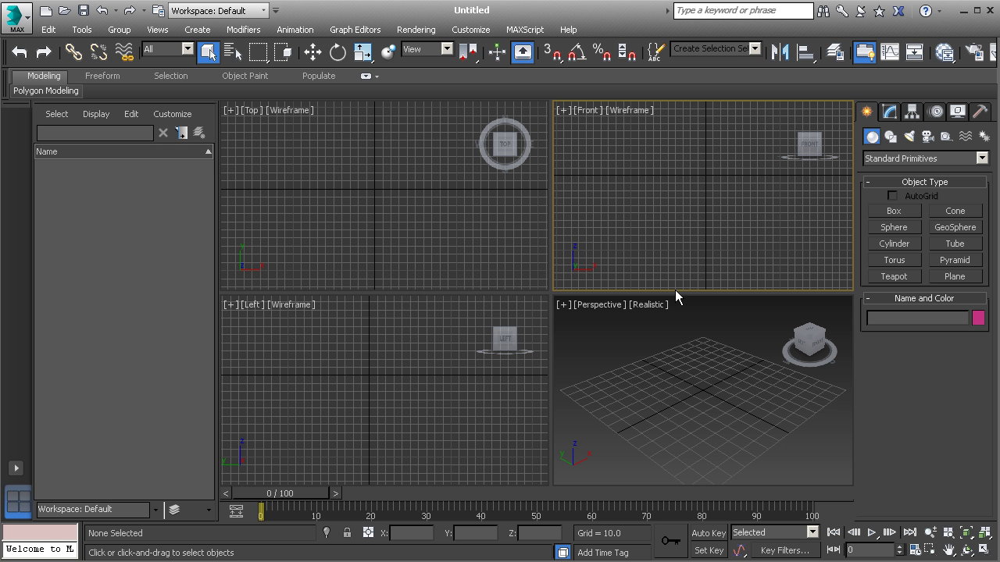 Workspace: Default
Untitled
Type a keyword or phrase
MAX
Edit Tools Group Views Create Modifiers Animation Graph Editors Rendering Customize MAXScript Help
All
View
Create Selection Set
Modeling Freeform Selection Object Paint Populate
Polygon Modeling
Display Edit Customize
Name
[+] [Top ] [Wireframe ]
TOP
[+] [Front ] [Wireframe ]
FRONT
[+] [Left ] [Wireframe ]
LEFT
[+] [Perspective ] [Realistic ]
Standard Primitives
- Object Type
AutoGrid
Box Cone
Sphere GeoSphere
Cylinder Tube
Torus Pyramid
Teapot Plane
- Name and Color
< 0 / 100 >
Workspace: Default
0 10 20 30 40 50 60 70 80 90 100
None Selected
X: Y: Z:
Grid = 10.0
Auto Key
Selected
Welcome to M
Click or click-and-drag to select objects
Add Time Tag
Set Key
Key Filters...
0